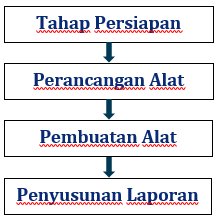 Tahap Persiapan
Perancangan Alat
Pembuatan Alat
Penyusunan Laporan